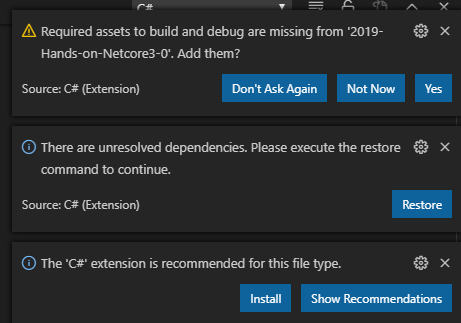 C#
Required assets to build and debug are missing from '2019-
Hands-on-Netcore3-0'. Add them?
Source: C# (Extension)
Don't Ask Again
Not Now
Yes
There are unresolved dependencies. Please execute the restore
command to continue.
Source: C# (Extension)
Restore
The 'C#' extension is recommended for this file type.
Install
Show Recommendations